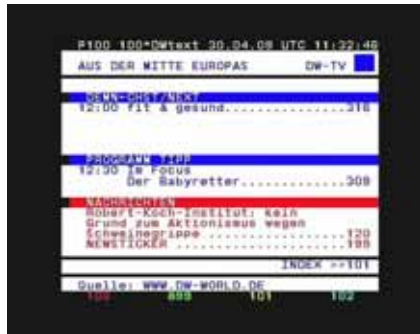 P100 100*DWtext 30.04.09 UTC 11:32:46
AUS DER MITTE EUROPAS DW-TV
DEMN-CHST/NEXT
12:00 fit & gesund..............316
PROGRAMM TIPP
12:30 Im Focus
Der Babyretter.............309
NACHRICHTEN
Robert-Koch-Institut: kein
Grund zum Aktionismus wegen
Schweinegrippe ................120
NEWSTICKER .....................199
INDEX >>101
Quelle: WWW.DW-WORLD.DE
100 899 101 102